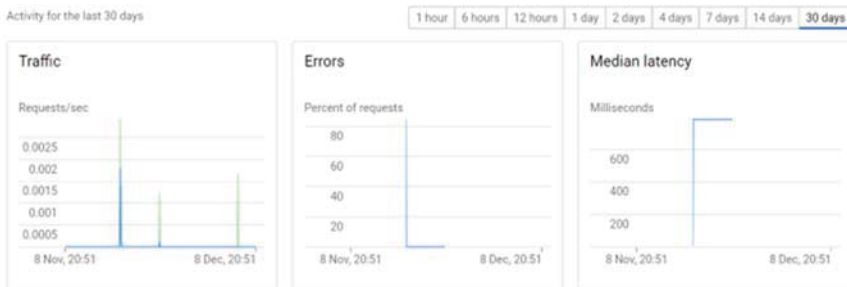 Activity for the last 30 days
1 hour 6 hours 12 hours 1 day 2 days 4 days 7 days 14 days 30 days
Traffic
Requests/sec
0.0025
0.002
0.0015
0.001
0.0005
8 Nov, 20:51 8 Dec, 20:51
Errors
Percent of requests
80
60
40
20
8 Nov, 20:51 8 Dec, 20:51
Median latency
Milliseconds
600
400
200
8 Nov, 20:51 8 Dec, 20:51